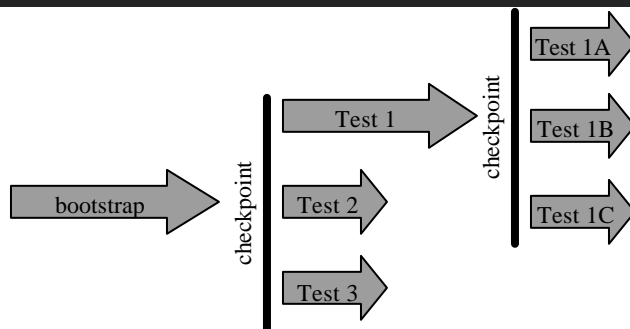 bootstrap
checkpoint
Test 1
Test 2
Test 3
checkpoint
Test 1A
Test 1B
Test 1C